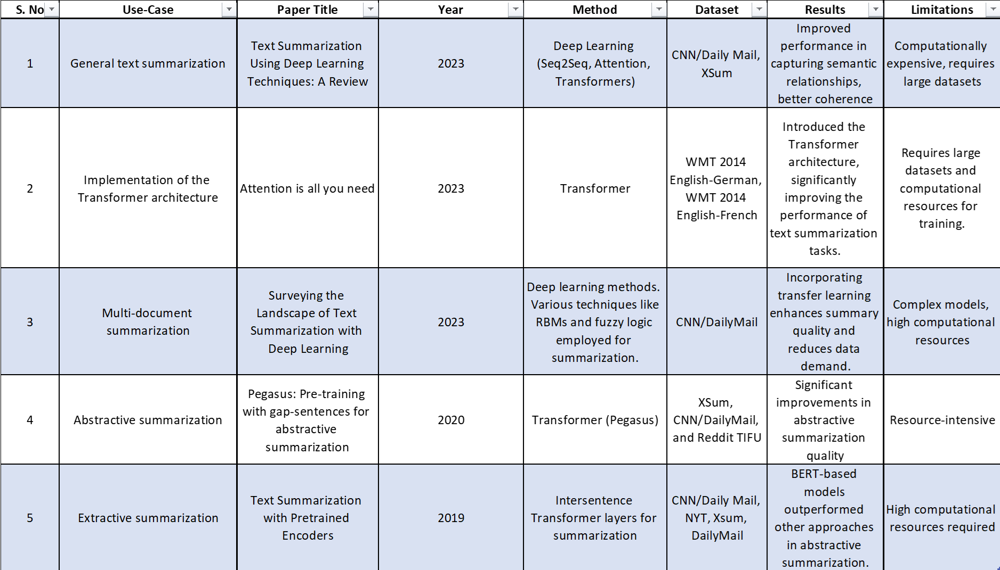 S. No
Use-Case
Paper Title
Year
Method
Dataset
Results
Limitations
1
General text summarization
Text Summarization
Using Deep Learning
Techniques: A Review
2023
Deep Learning
(Seq2Seq, Attention,
Transformers)
CNN/Daily Mail,
XSum
Improved
performance in
capturing semantic
relationships,
better coherence
Computationally
expensive, requires
large datasets
2
Implementation of the
Transformer architecture
Attention is all you need
2023
Transformer
WMT 2014
English-German,
WMT 2014
English-French
Introduced the
Transformer
architecture,
significantly
improving the
performance of
text summarization
tasks.
Requires large
datasets and
computational
resources for
training.
3
Multi-document
summarization
Surveying the
Landscape of Text
Summarization with
Deep Learning
2023
Deep learning methods.
Various techniques like
RBMs and fuzzy logic
employed for
summarization.
CNN/DailyMail
Incorporating
transfer learning
enhances summary
quality and
reduces data
demand.
Complex models,
high computational
resources
4
Abstractive summarization
Pegasus: Pre-training
with gap-sentences for
abstractive
summarization
2020
Transformer (Pegasus)
XSum,
CNN/DailyMail,
and Reddit TIFU
Significant
improvements in
abstractive
summarization
quality
Resource-intensive
5
Extractive summarization
Text Summarization
with Pretrained
Encoders
2019
Intersentence
Transformer layers for
summarization
CNN/Daily Mail,
NYT, Xsum,
DailyMail
BERT-based
models
outperformed
other approaches
in abstractive
summarization.
High computational
resources required